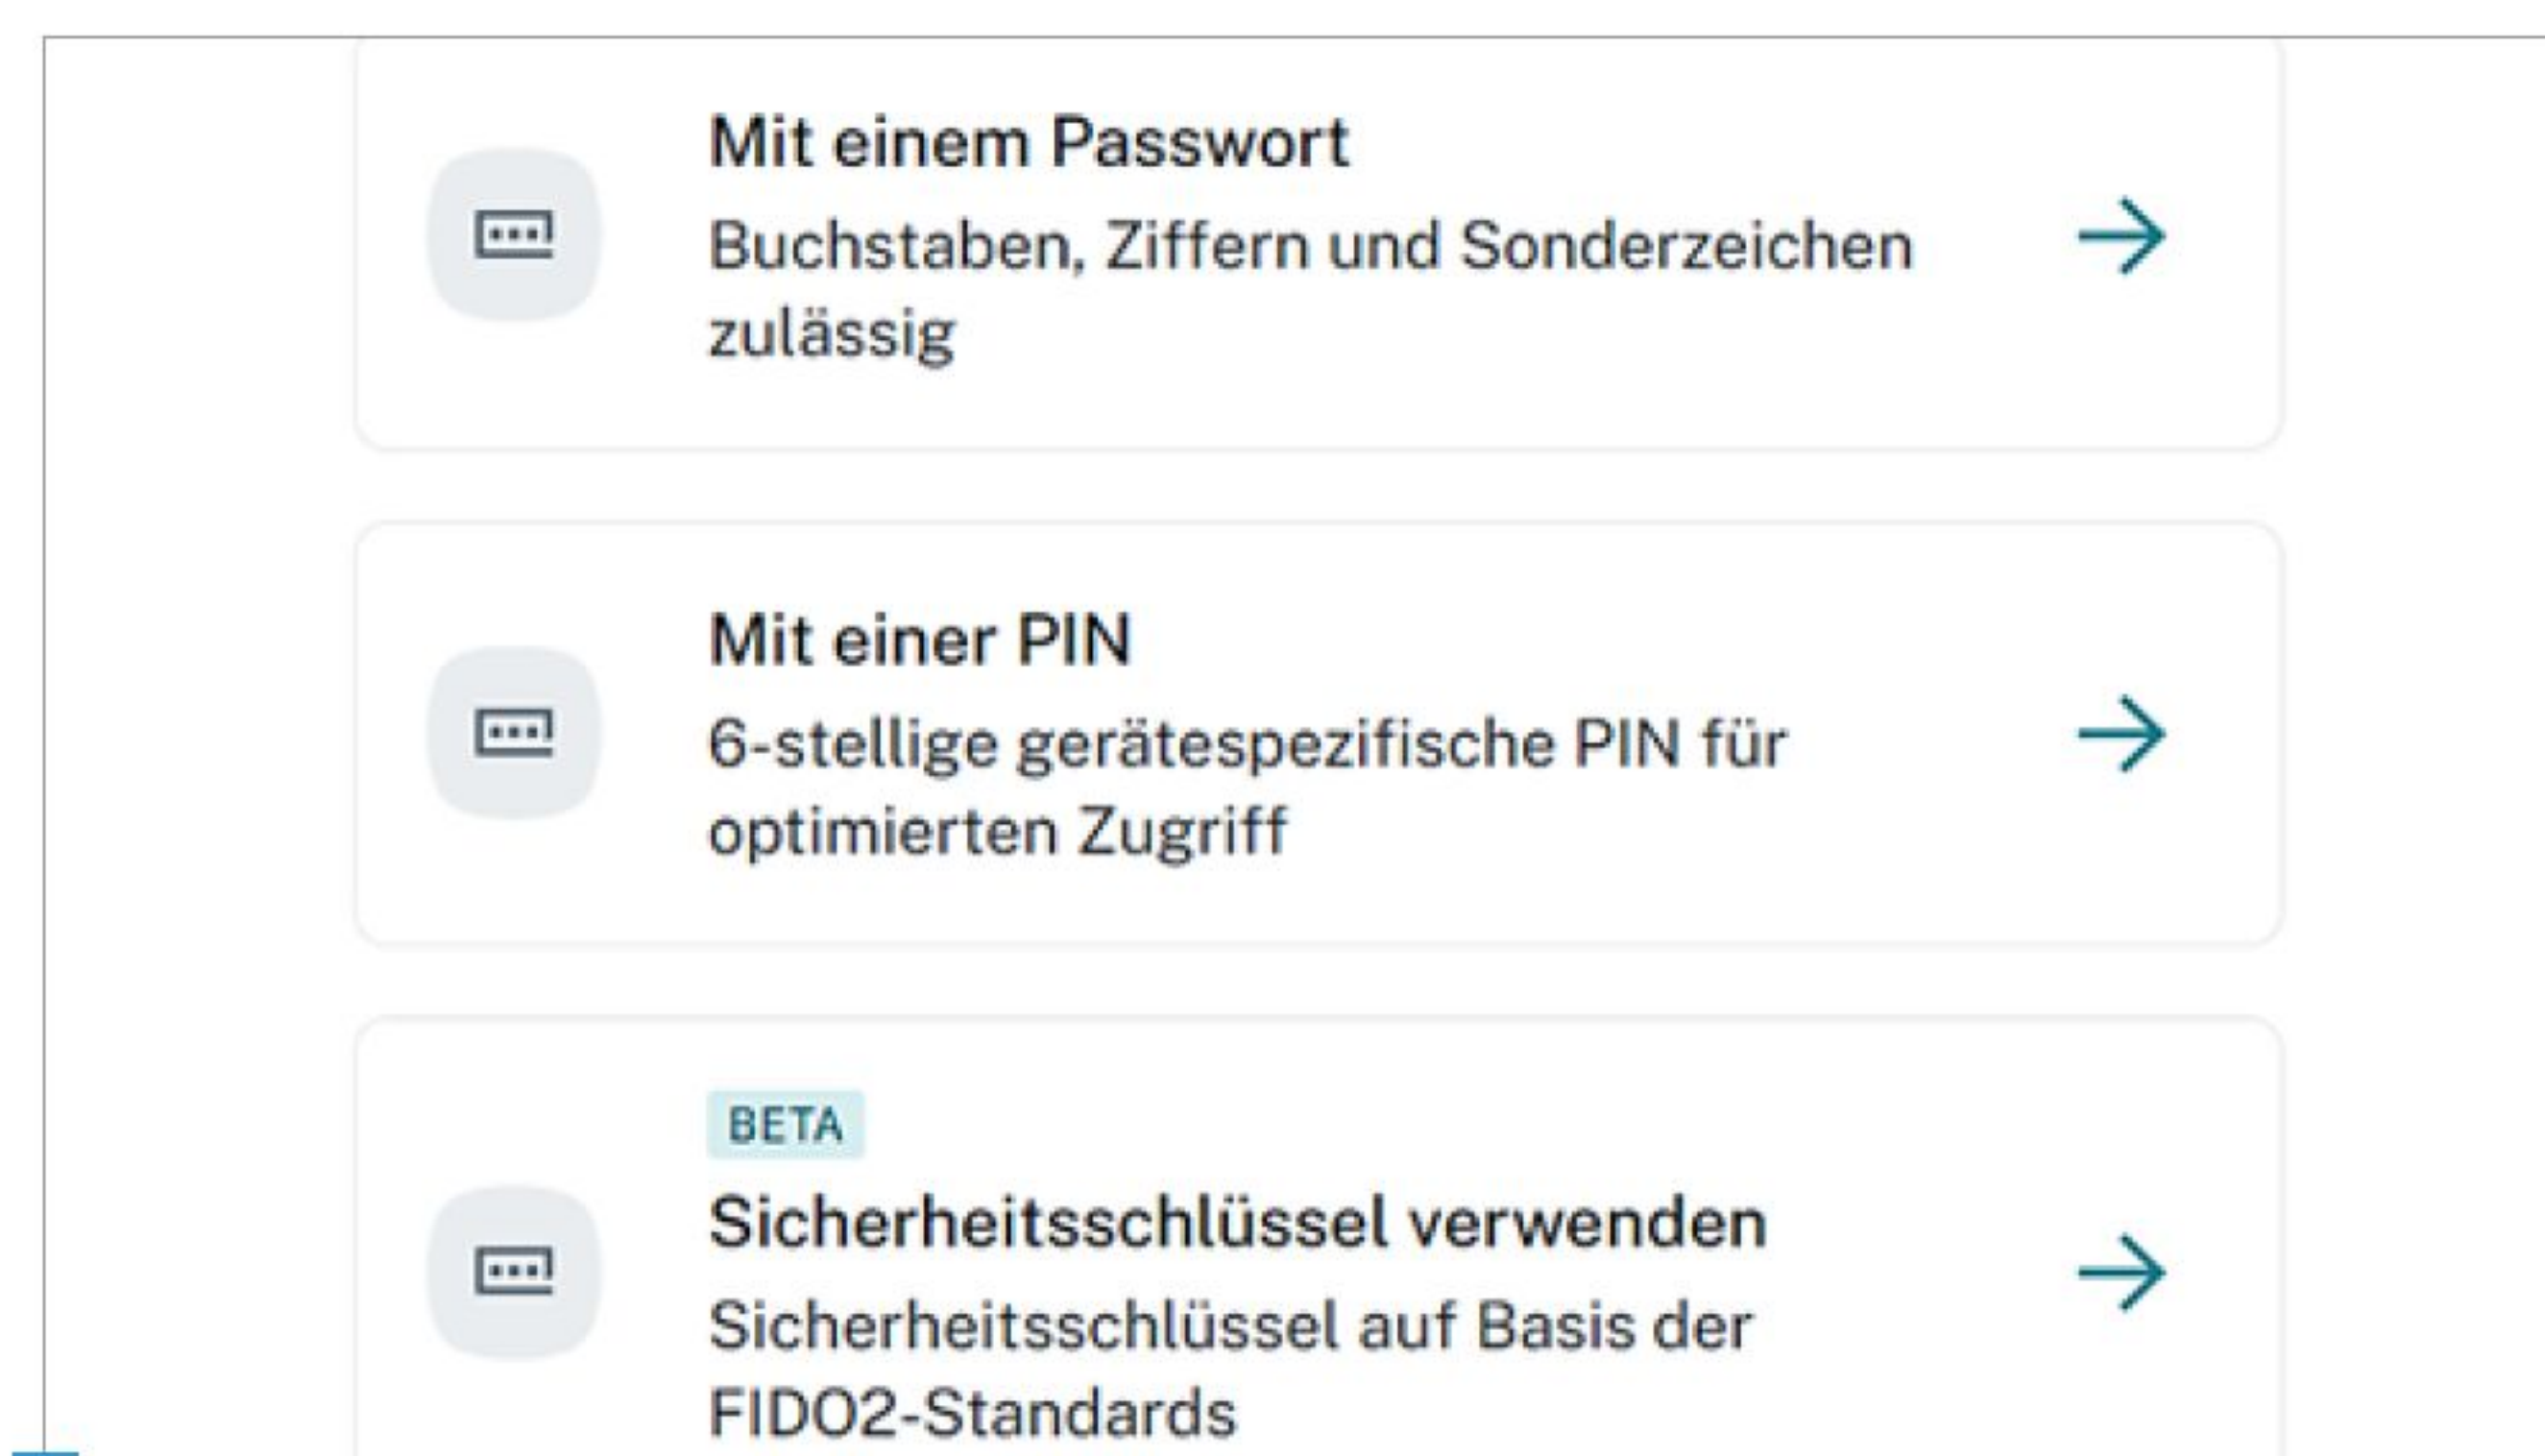 Mit einem Passwort
Buchstaben, Ziffern und Sonderzeichen
zulässig
Mit einer PIN
6-stellige gerätespezifische PIN für
optimierten Zugriff
BETA
Sicherheitsschlüssel verwenden
Sicherheitsschlüssel auf Basis der
FIDO2-Standards